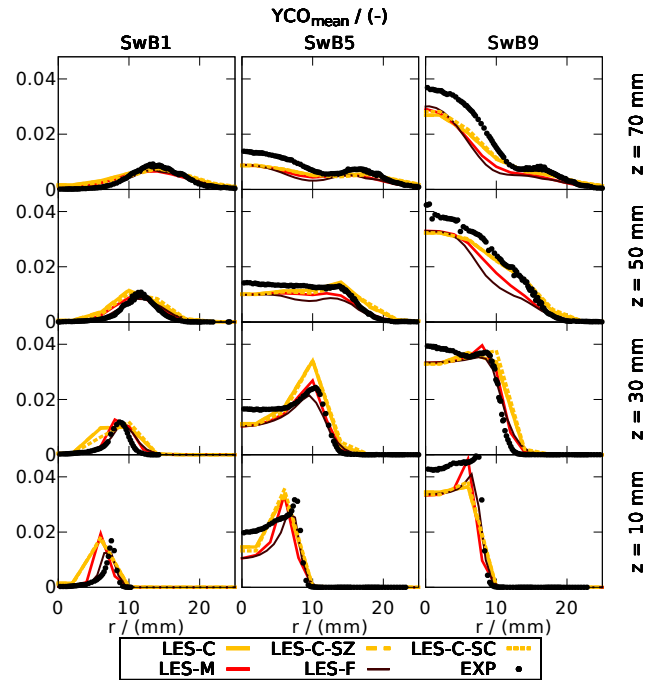 YCOmean / (-)
SwB1 SwB5 SwB9
0.04
0.02
0
z = 70 mm
0.04
0.02
0
z = 50 mm
0.04
0.02
0
z = 30 mm
0.04
0.02
0
z = 10 mm
0 10 20 0 10 20 0 10 20
r / (mm) r / (mm) r / (mm)
LES-C LES-C-SZ LES-C-SC
LES-M LES-F EXP